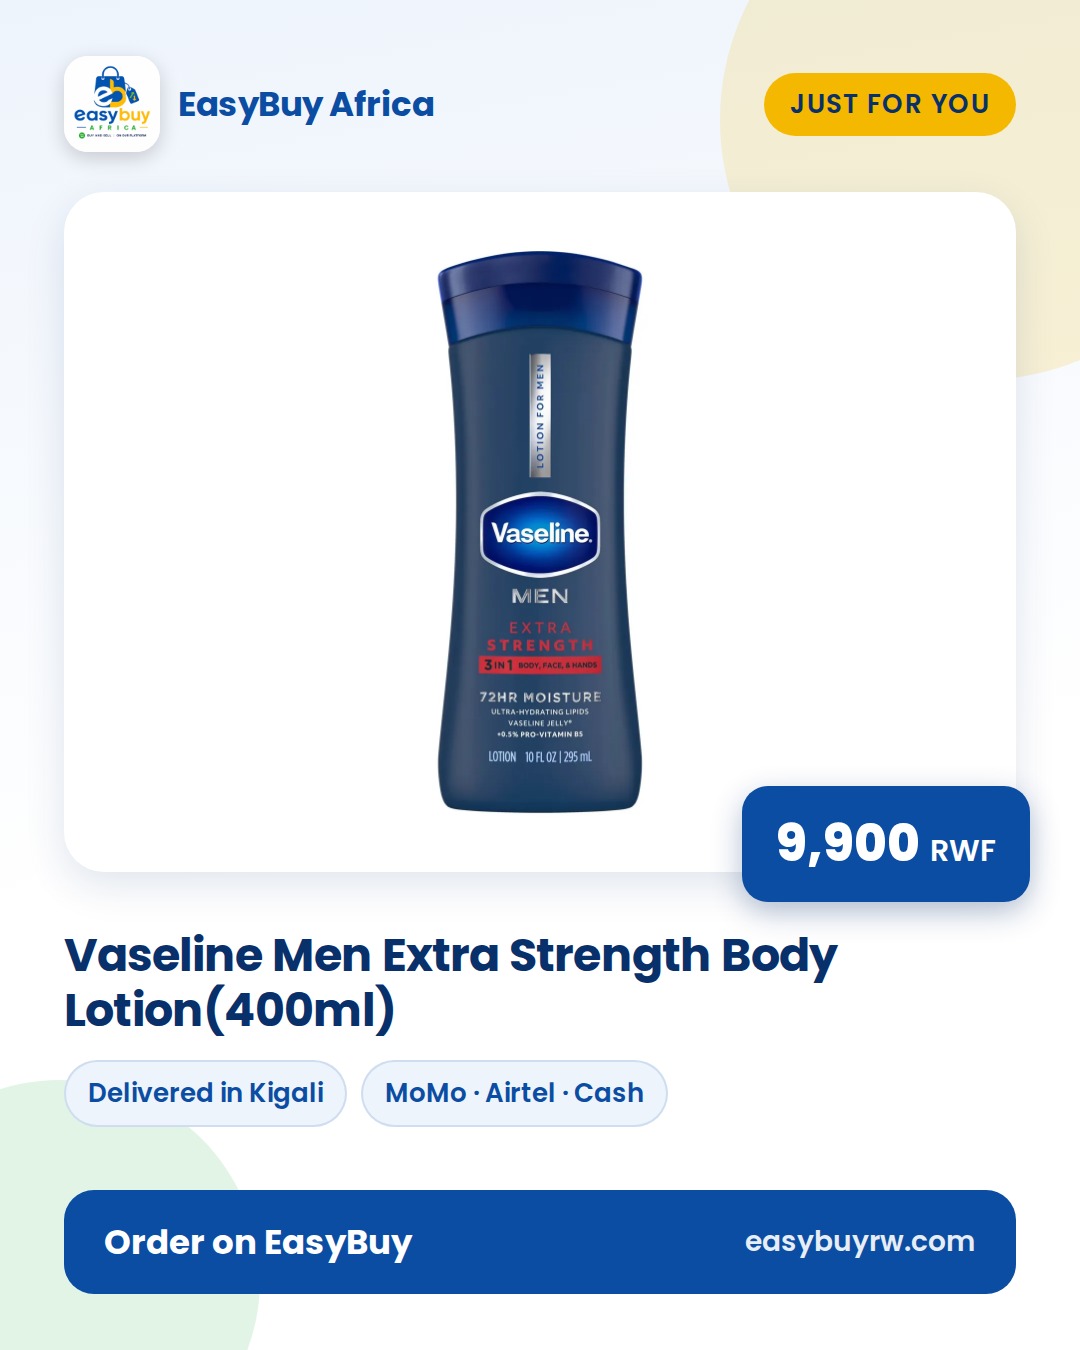 easybuy
AFRICA
EasyBuy Africa
JUST FOR YOU
LOTION FOR MEN
Vaseline
MEN
EXTRA
STRENGTH
3 IN 1 BODY, FACE, & HANDS
72HR MOISTURE
ULTRA-HYDRATING LIPIDS
VASELINE JELLY®
+0.5% PRO-VITAMIN B5
LOTION 10 FL OZ | 295 mL
9,900 RWF
Vaseline Men Extra Strength Body
Lotion(400ml)
Delivered in Kigali
MoMo · Airtel · Cash
Order on EasyBuy
easybuyrw.com